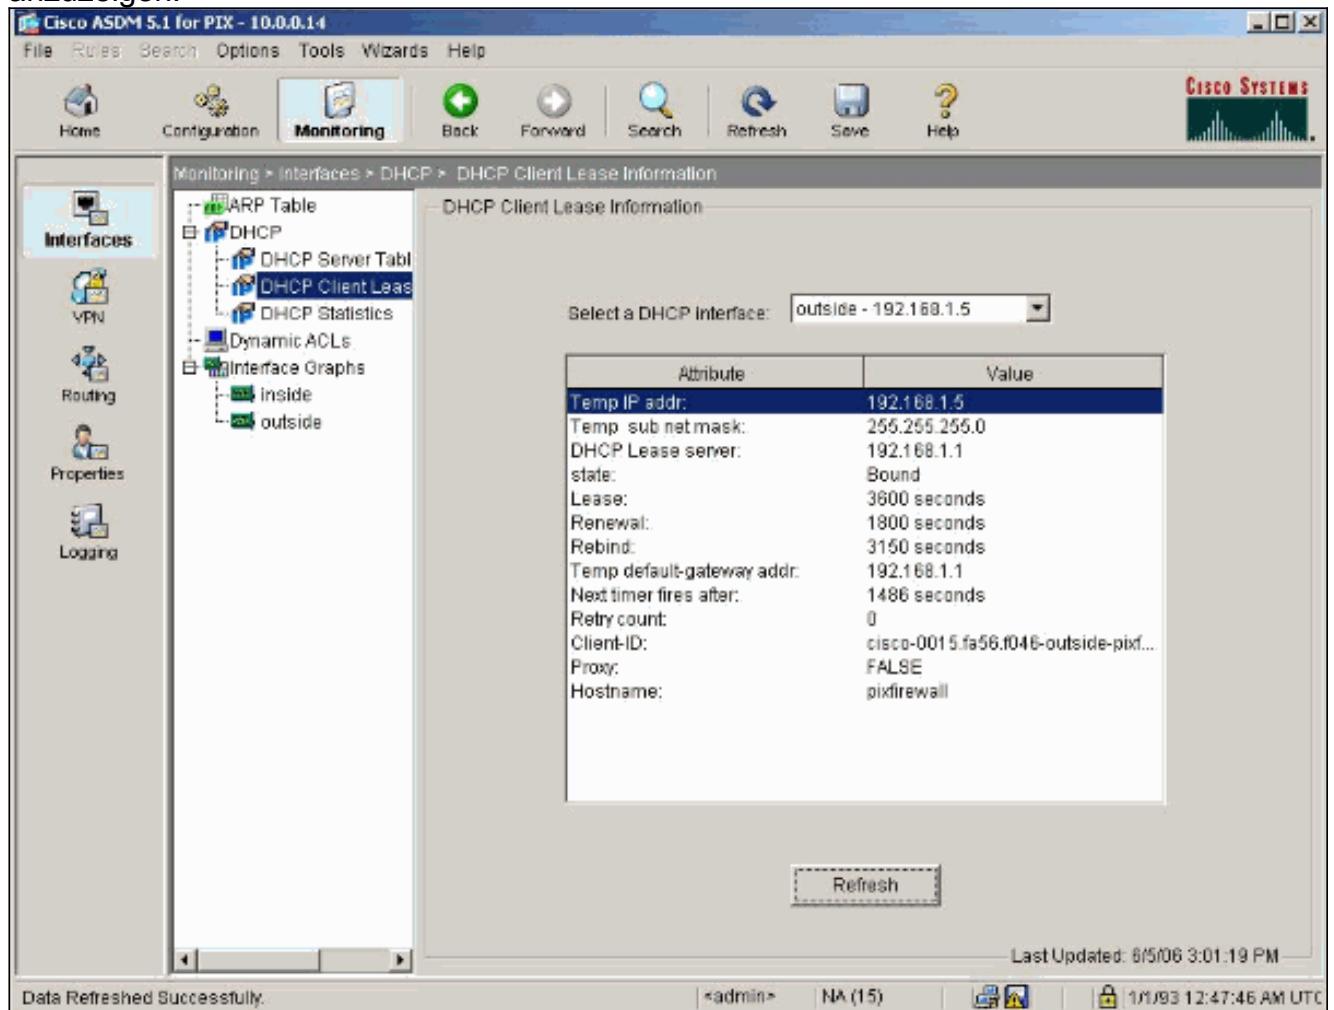 anzuzeigen.
Cisco ASDM 5.1 for PIX - 10.0.0.14
File Rules Search Options Tools Wizards Help
Home Configuration Monitoring Back Forward Search Refresh Save Help
CISCO SYSTEMS
Monitoring > Interfaces > DHCP > DHCP Client Lease Information
Interfaces
VPN
Routing
Properties
Logging
ARP Table
DHCP
DHCP Server Tabl
DHCP Client Leas
DHCP Statistics
Dynamic ACLs
Interface Graphs
inside
outside
DHCP Client Lease Information
Select a DHCP interface: outside - 192.168.1.5
Attribute Value
Temp IP addr: 192.168.1.5
Temp sub net mask: 255.255.255.0
DHCP Lease server: 192.168.1.1
state: Bound
Lease: 3600 seconds
Renewal: 1800 seconds
Rebind: 3150 seconds
Temp default-gateway addr: 192.168.1.1
Next timer fires after: 1486 seconds
Retry count: 0
Client-ID: cisco-0015.fa56.f046-outside-pixf...
Proxy: FALSE
Hostname: pixfirewall
Refresh
Last Updated: 6/5/06 3:01:19 PM
Data Refreshed Successfully. <admin> NA (15) 1/1/93 12:47:46 AM UTC